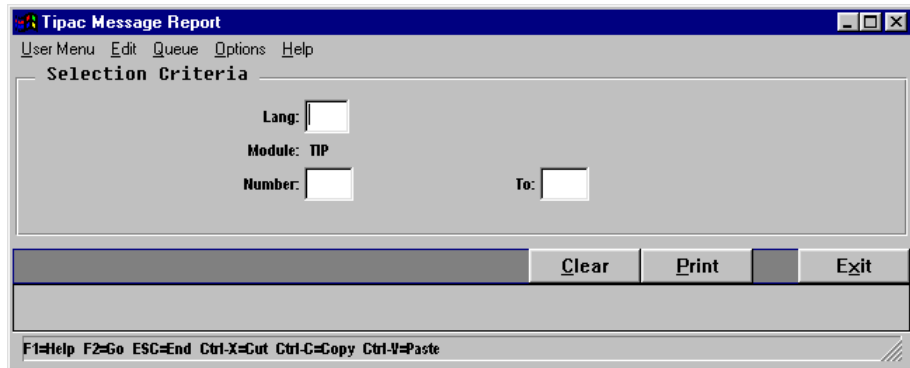 Tipac Message Report
User Menu Edit Queue Options Help
Selection Criteria
Lang:
Module: TIP
Number: To:
Clear Print Exit
F1=Help F2=Go ESC=End Ctrl-X=Cut Ctrl-C=Copy Ctrl-V=Paste